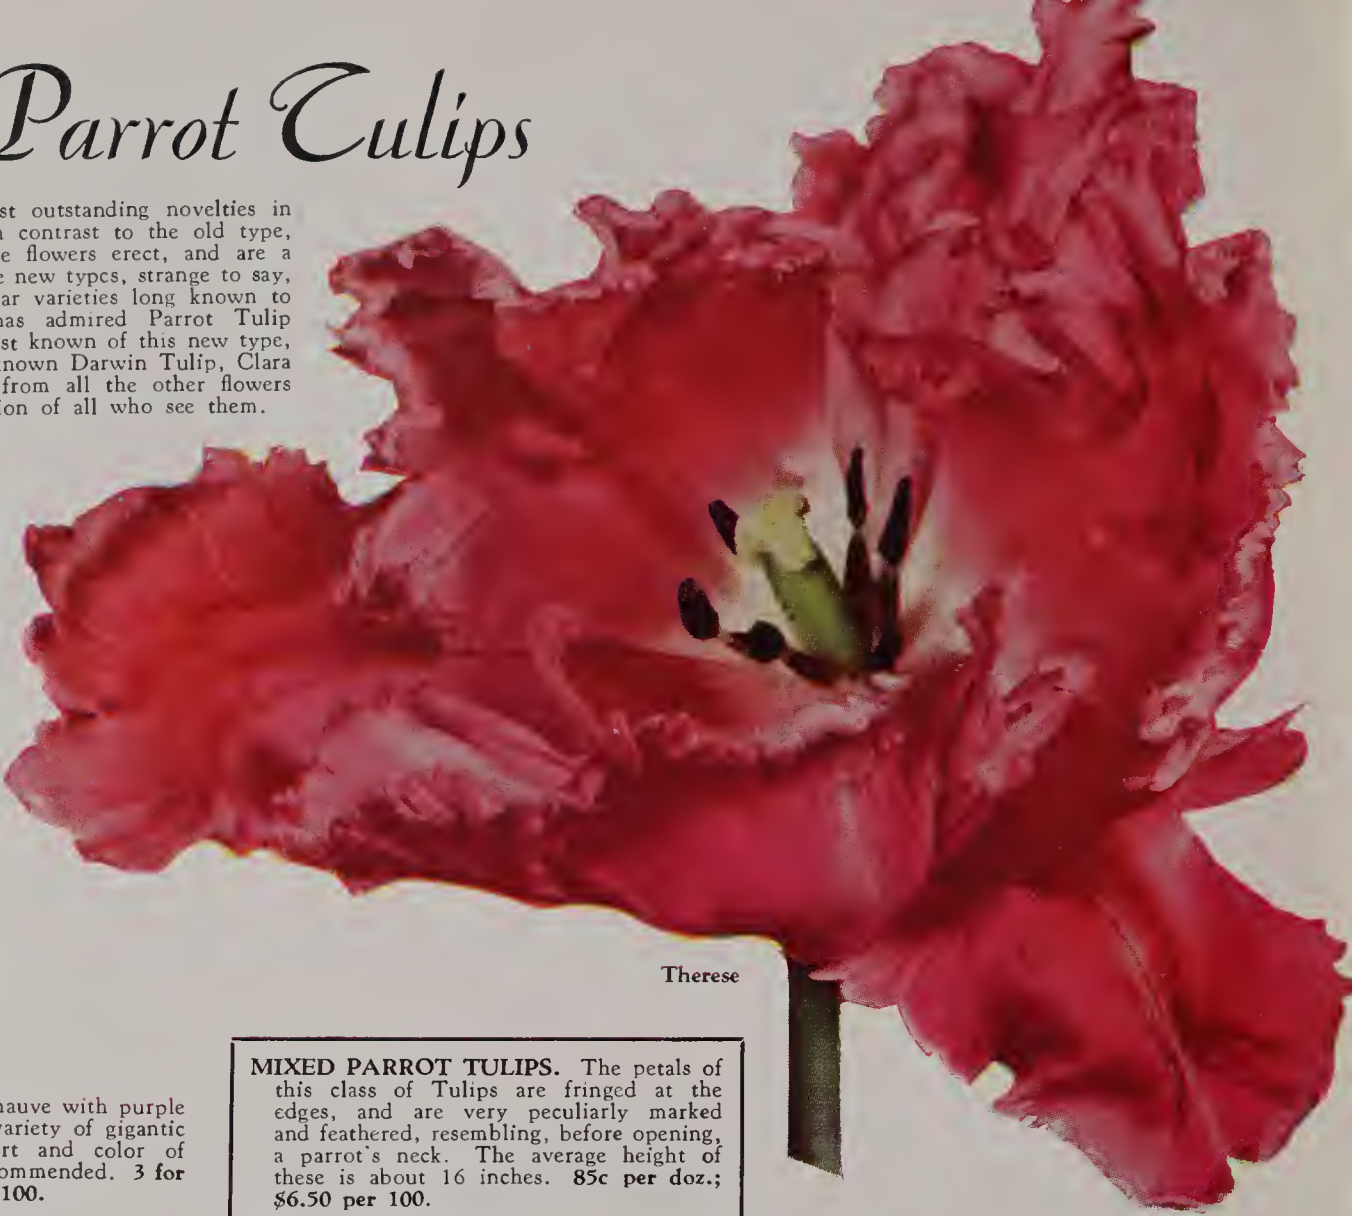 Parrot Tulips
st outstanding novelties in
contrast to the old type,
e flowers erect, and are a
e new types, strange to say,
ar varieties long known to
has admired Parrot Tulip
st known of this new type,
known Darwin Tulip, Clara
from all the other flowers
ion of all who see them.
Therese
mauve with purple
variety of gigantic
rt and color of
ommended. 3 for
100.
MIXED PARROT TULIPS. The petals of
this class of Tulips are fringed at the
edges, and are very peculiarly marked
and feathered, resembling, before opening,
a parrot's neck. The average height of
these is about 16 inches. 85c per doz.;
$6.50 per 100.